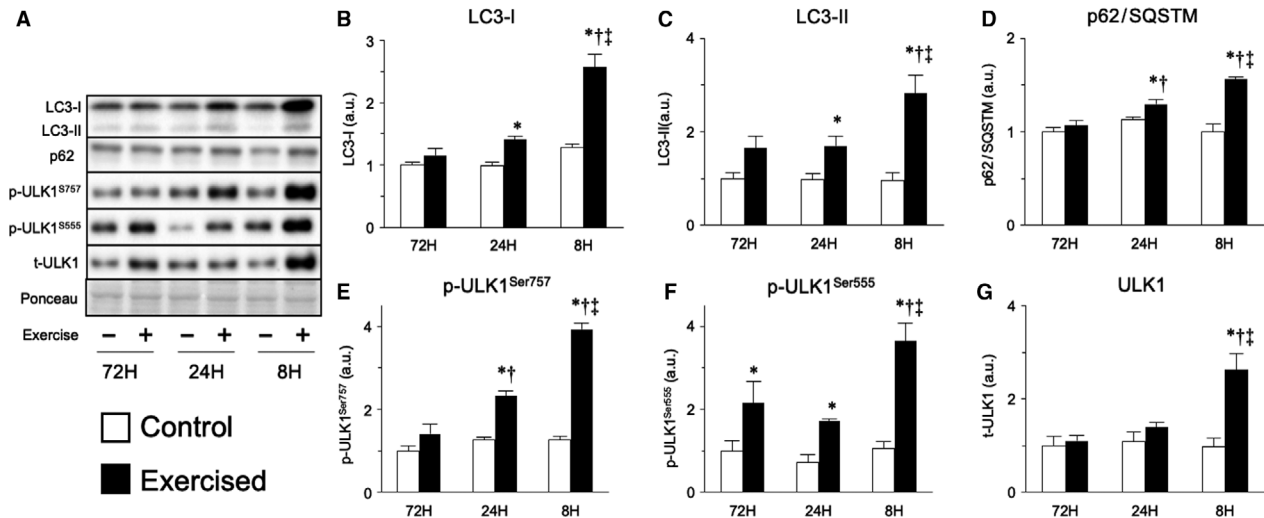 A
LC3-I
LC3-II
p62
p-ULK1S757
p-ULK1S555
t-ULK1
Ponceau
Exercise − + − + − +
72H 24H 8H
Control
Exercised
B
LC3-I
LC3-I (a.u.)
3
2
1
0
*
*†‡
72H 24H 8H
C
LC3-II
LC3-II(a.u.)
4
2
0
*
*†‡
72H 24H 8H
D
p62/SQSTM
p62/SQSTM (a.u.)
2
1
0
*†
*†‡
72H 24H 8H
E
p-ULK1Ser757
p-ULK1Ser757 (a.u.)
4
2
0
*†
*†‡
72H 24H 8H
F
p-ULK1Ser555
p-ULK1Ser555 (a.u.)
4
2
0
*
*
*†‡
72H 24H 8H
G
ULK1
t-ULK1 (a.u.)
4
2
0
*†‡
72H 24H 8H